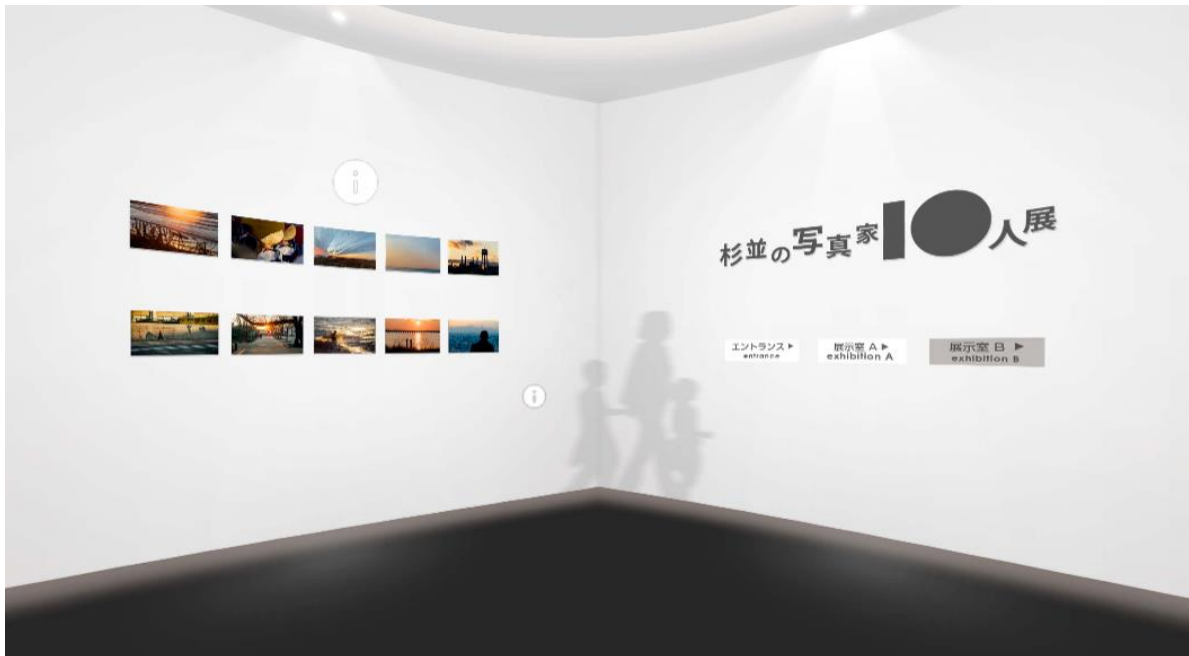 杉並の写真家10人展
エントランス ▶
entrance
展示室 A ▶
exhibition A
展示室 B ▶
exhibition B